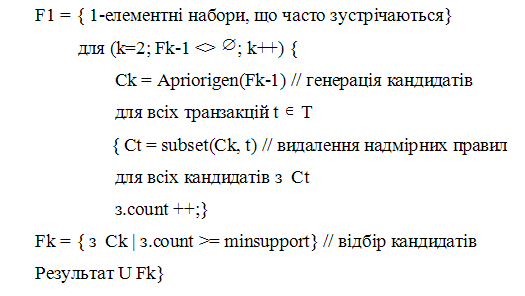 F1 = { 1-елементні набори, що часто зустрічаються}
для (k=2; Fk-1 <> ∅; k++) {
Ck = Apriorigen(Fk-1) // генерація кандидатів
для всіх транзакцій t ∈ T
{ Ct = subset(Ck, t) // видалення надмірних правил
для всіх кандидатів з Ct
з.count ++;}
Fk = { з Ck | з.count >= minsupport} // відбір кандидатів
Результат U Fk}